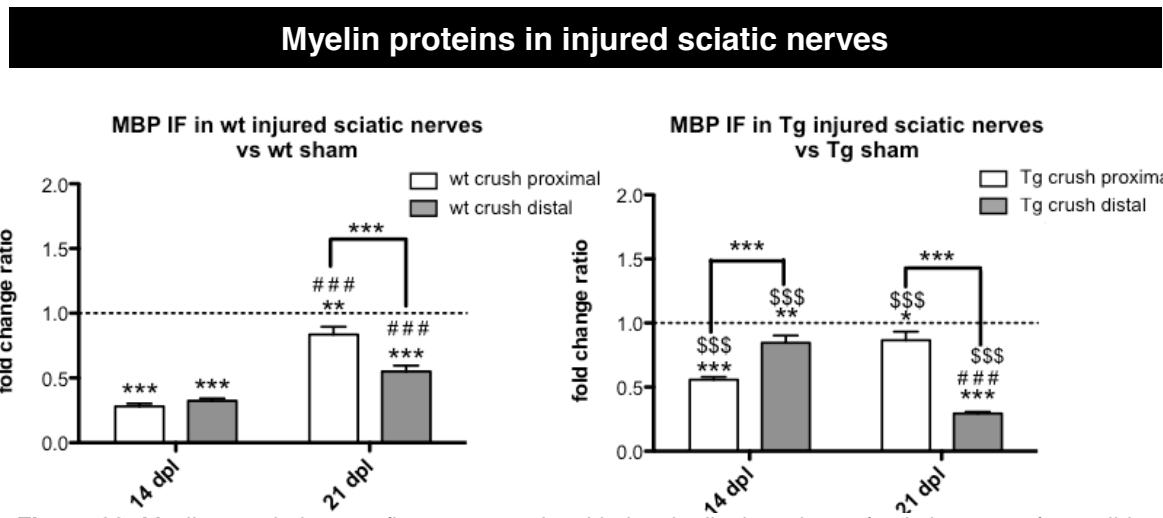 Myelin proteins in injured sciatic nerves
MBP IF in wt injured sciatic nerves
vs wt sham
wt crush proximal
wt crush distal
fold change ratio
2.0
1.5
1.0
0.5
0.0
***
***
***
###
**
###
***
14 dpl
21 dpl
MBP IF in Tg injured sciatic nerves
vs Tg sham
Tg crush proxima
Tg crush distal
fold change ratio
2.0
1.5
1.0
0.5
0.0
***
$$$
***
$$$
**
***
$$$
*
$$$
###
***
14 dpl
21 dpl